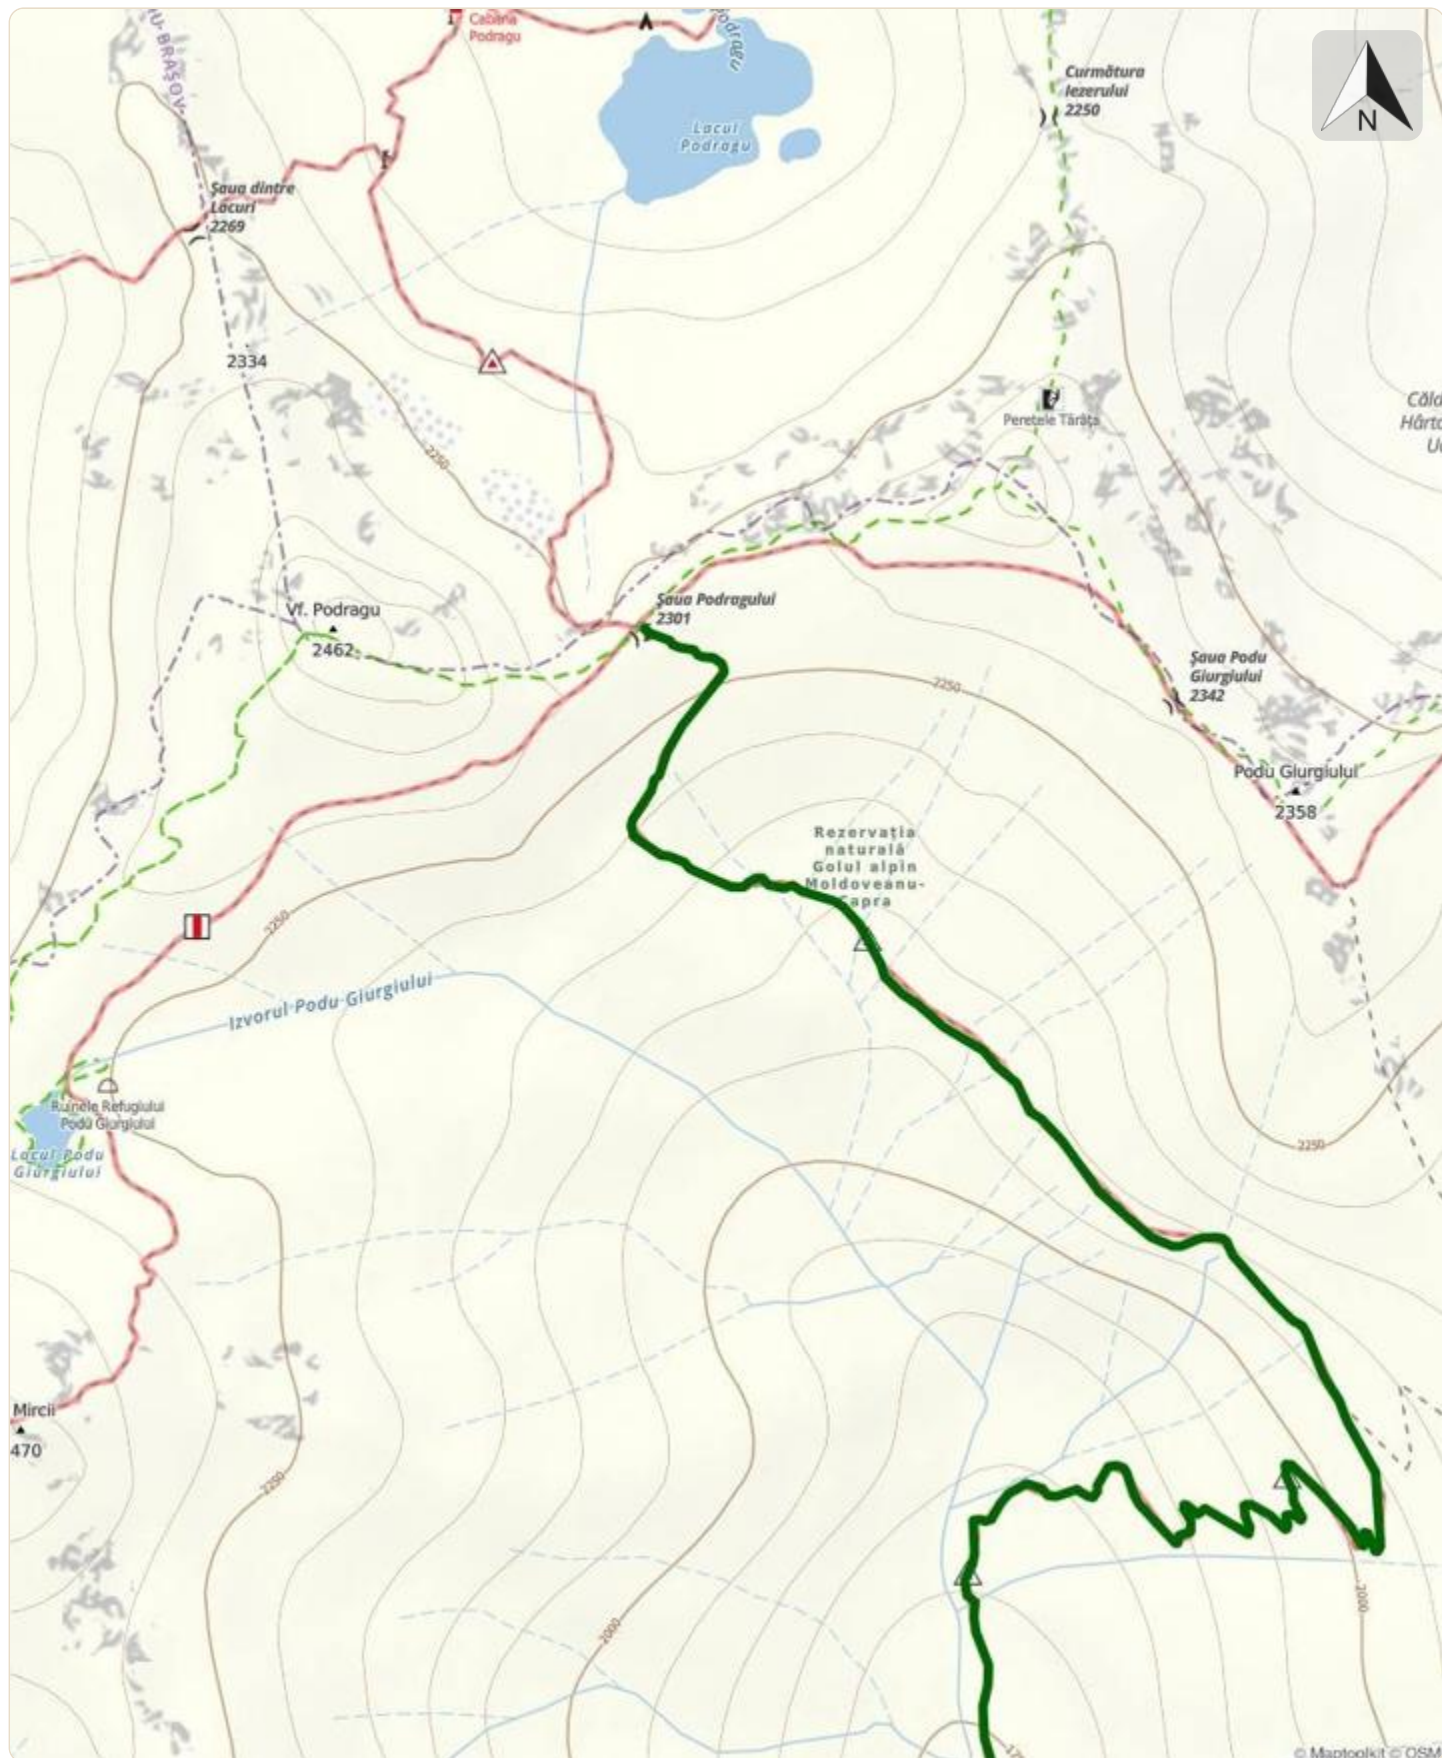 Cabana
Podragu
U-BRAȘOV
Podragu
Curmătura
Iezerului
2250
N
Lacul
Podragu
Șaua dintre
Lacuri
2269
2334
Peretele Tărâța
2250
Șaua Podragului
2301
Vf. Podragu
2462
Șaua Podu
Giurgiului
2342
2250
Podu Giurgiului
2358
Rezervația
naturală
Golul alpin
Moldoveanu-
Capra
2250
Izvorul Podu Giurgiului
Ruinele Refugiului
Podu Giurgiului
Lacul Podu
Giurgiului
2250
Mircii
470
2250
2000
2000
© Maptoolkit © OSM